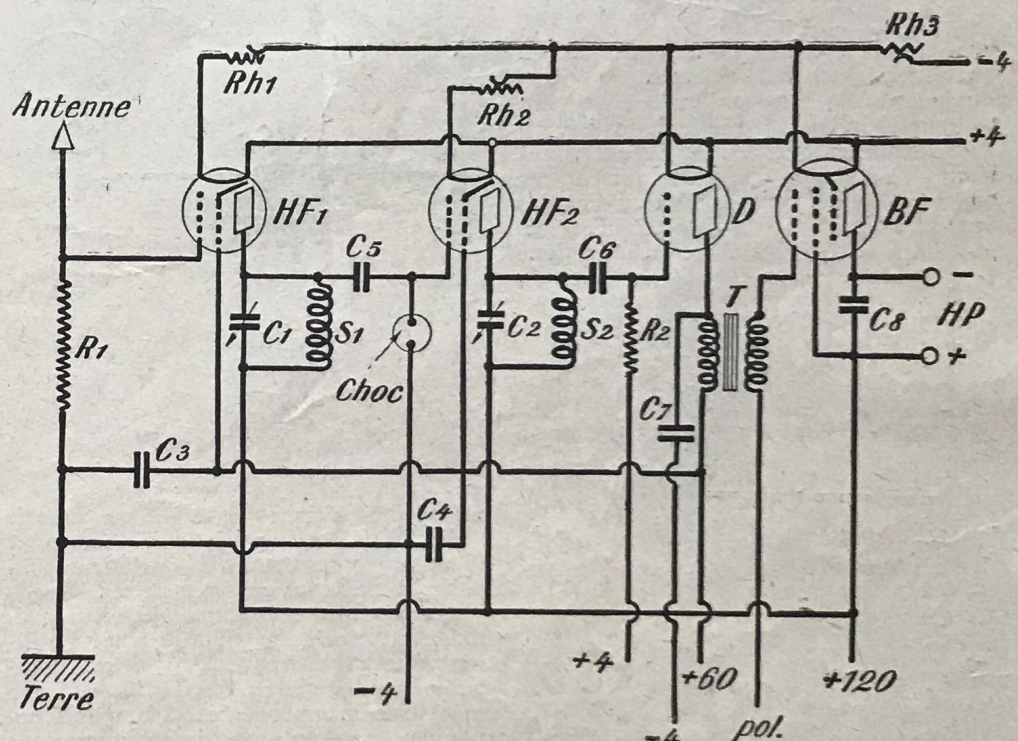 Rh3
-4
Rh1
Antenne
Rh2
+4
HF1
HF2
D
BF
C5
C6
T
-
HP
+
C1
S1
C2
S2
R2
C8
R1
Choc
C7
C3
C4
+4
+60
+120
-4
Terre
-4
pol.